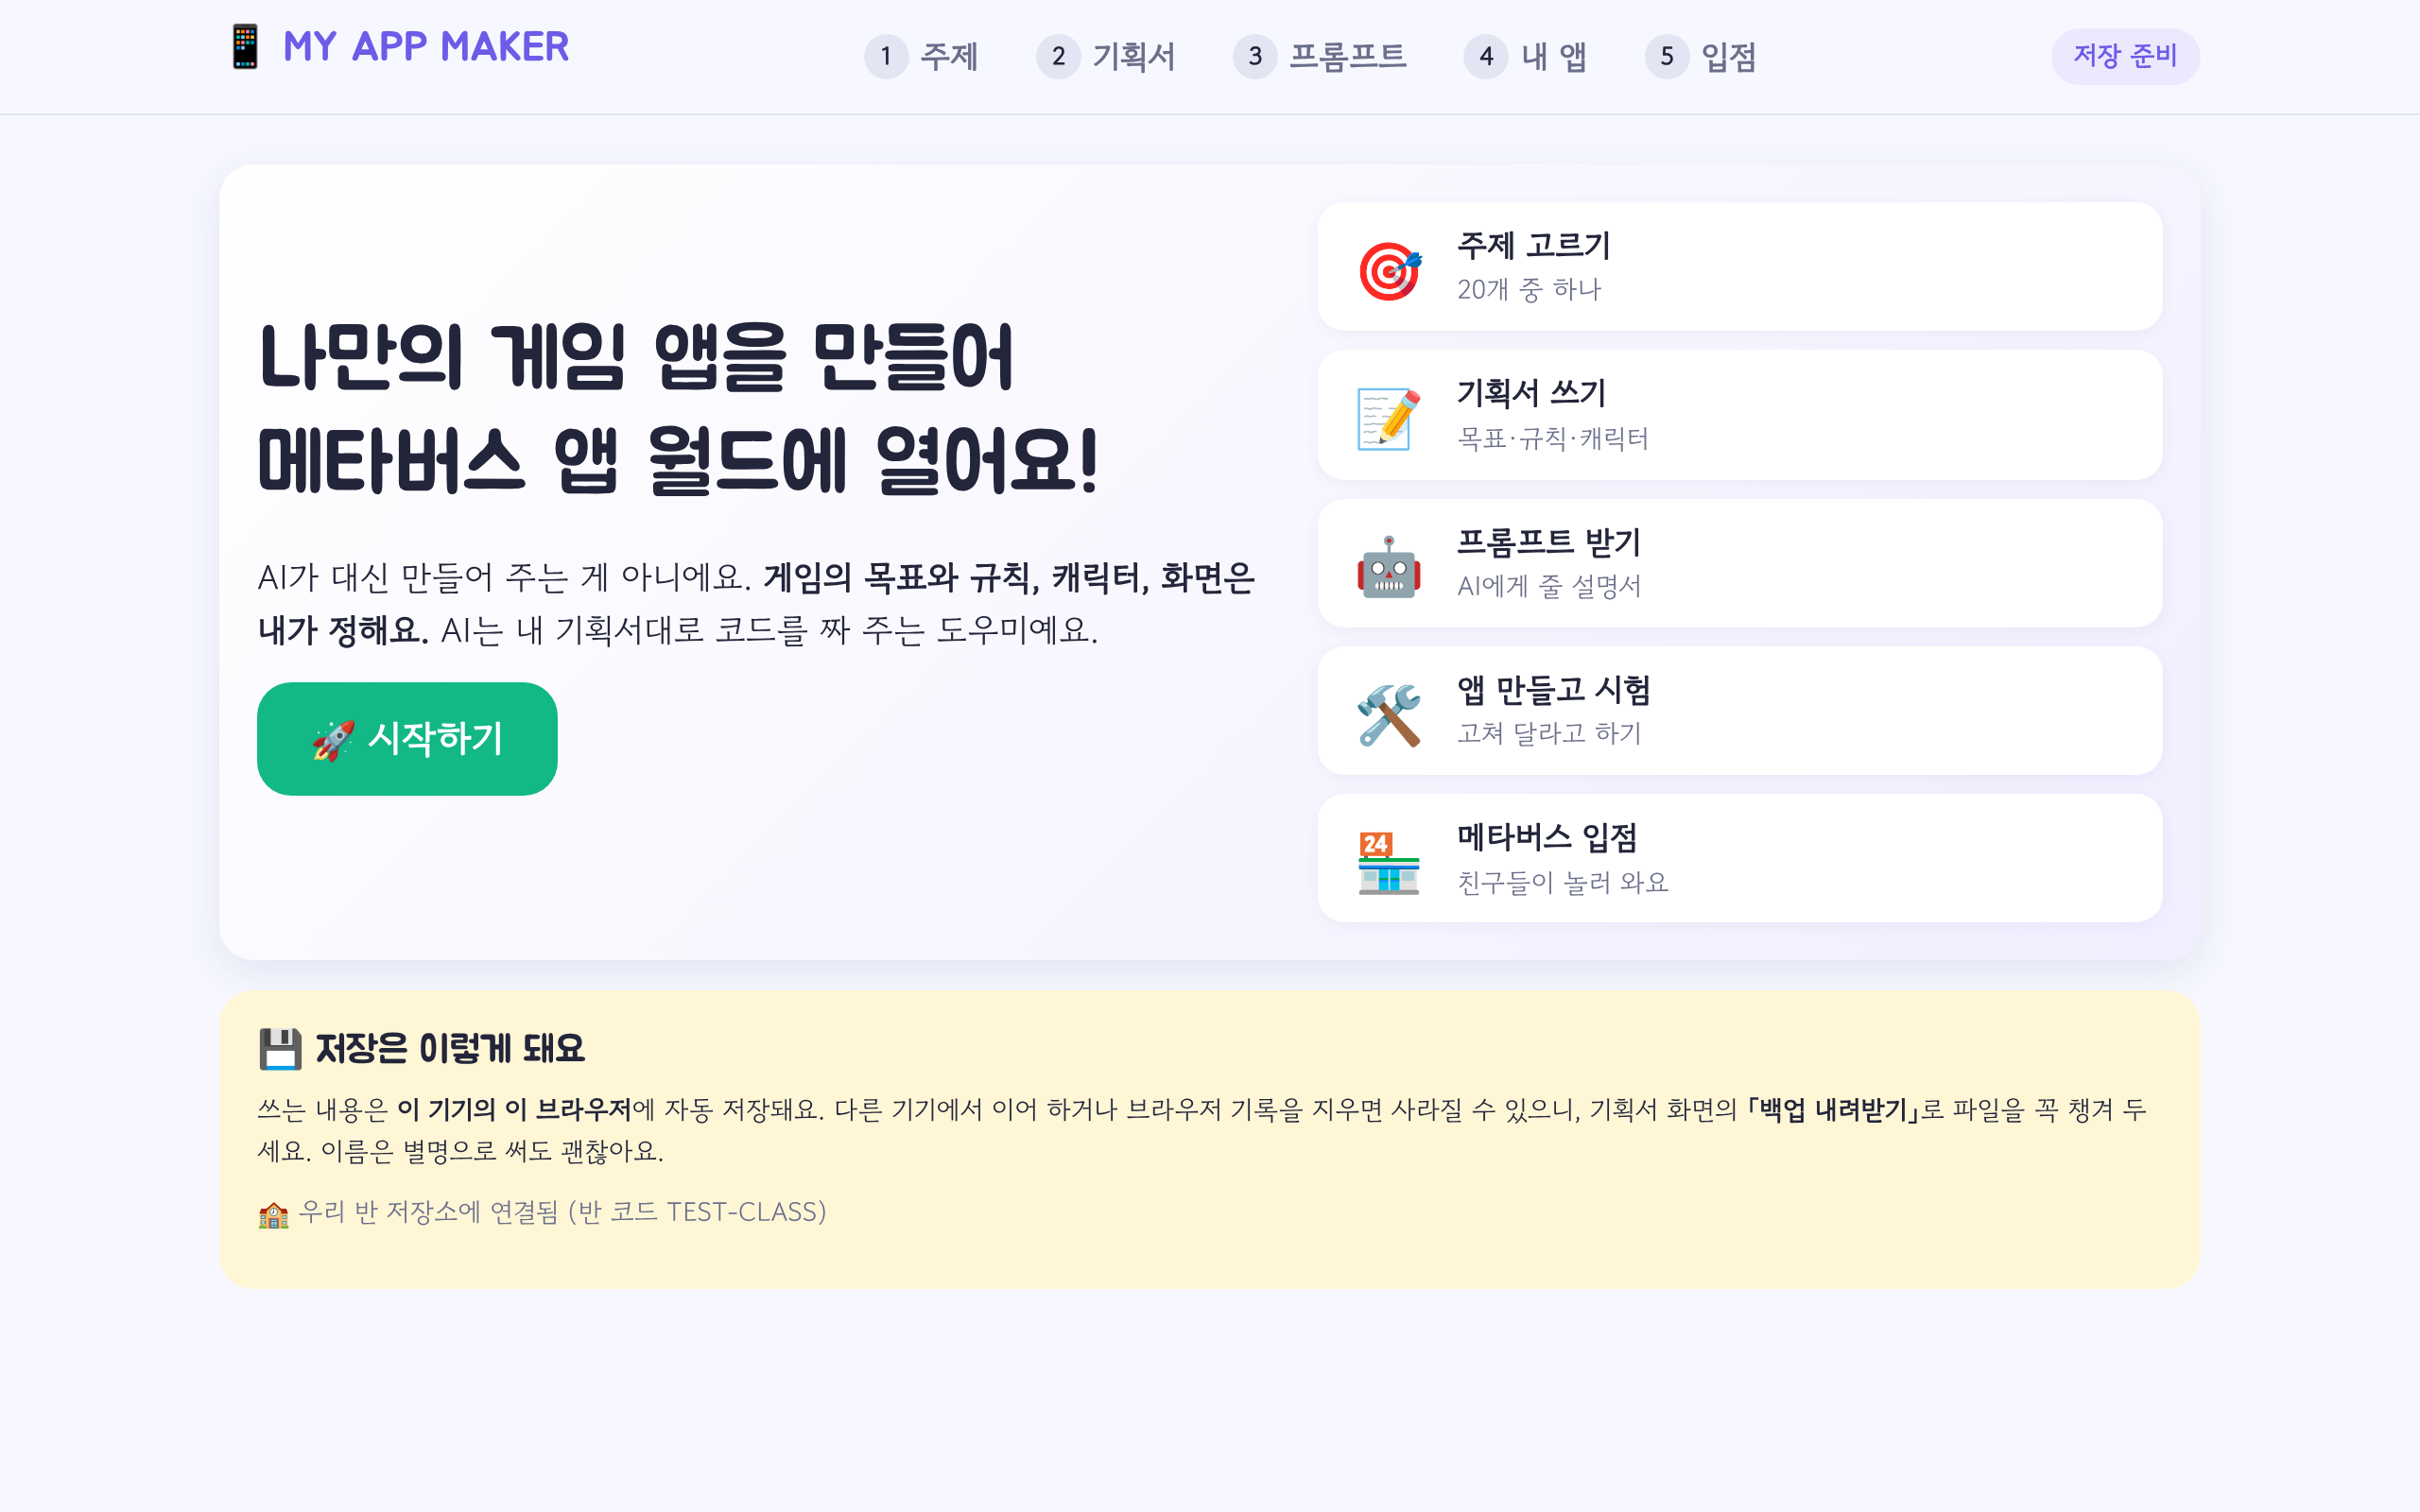 MY APP MAKER
1 주제
2 기획서
3 프롬프트
4 내 앱
5 입점
저장 준비
나만의 게임 앱을 만들어
메타버스 앱 월드에 열어요!
AI가 대신 만들어 주는 게 아니에요. 게임의 목표와 규칙, 캐릭터, 화면은
내가 정해요. AI는 내 기획서대로 코드를 짜 주는 도우미예요.
시작하기
주제 고르기
20개 중 하나
기획서 쓰기
목표·규칙·캐릭터
프롬프트 받기
AI에게 줄 설명서
앱 만들고 시험
고쳐 달라고 하기
24
메타버스 입점
친구들이 놀러 와요
저장은 이렇게 돼요
쓰는 내용은 이 기기의 이 브라우저에 자동 저장돼요. 다른 기기에서 이어 하거나 브라우저 기록을 지우면 사라질 수 있으니, 기획서 화면의 「백업 내려받기」로 파일을 꼭 챙겨 두
세요. 이름은 별명으로 써도 괜찮아요.
우리 반 저장소에 연결됨 (반 코드 TEST-CLASS)